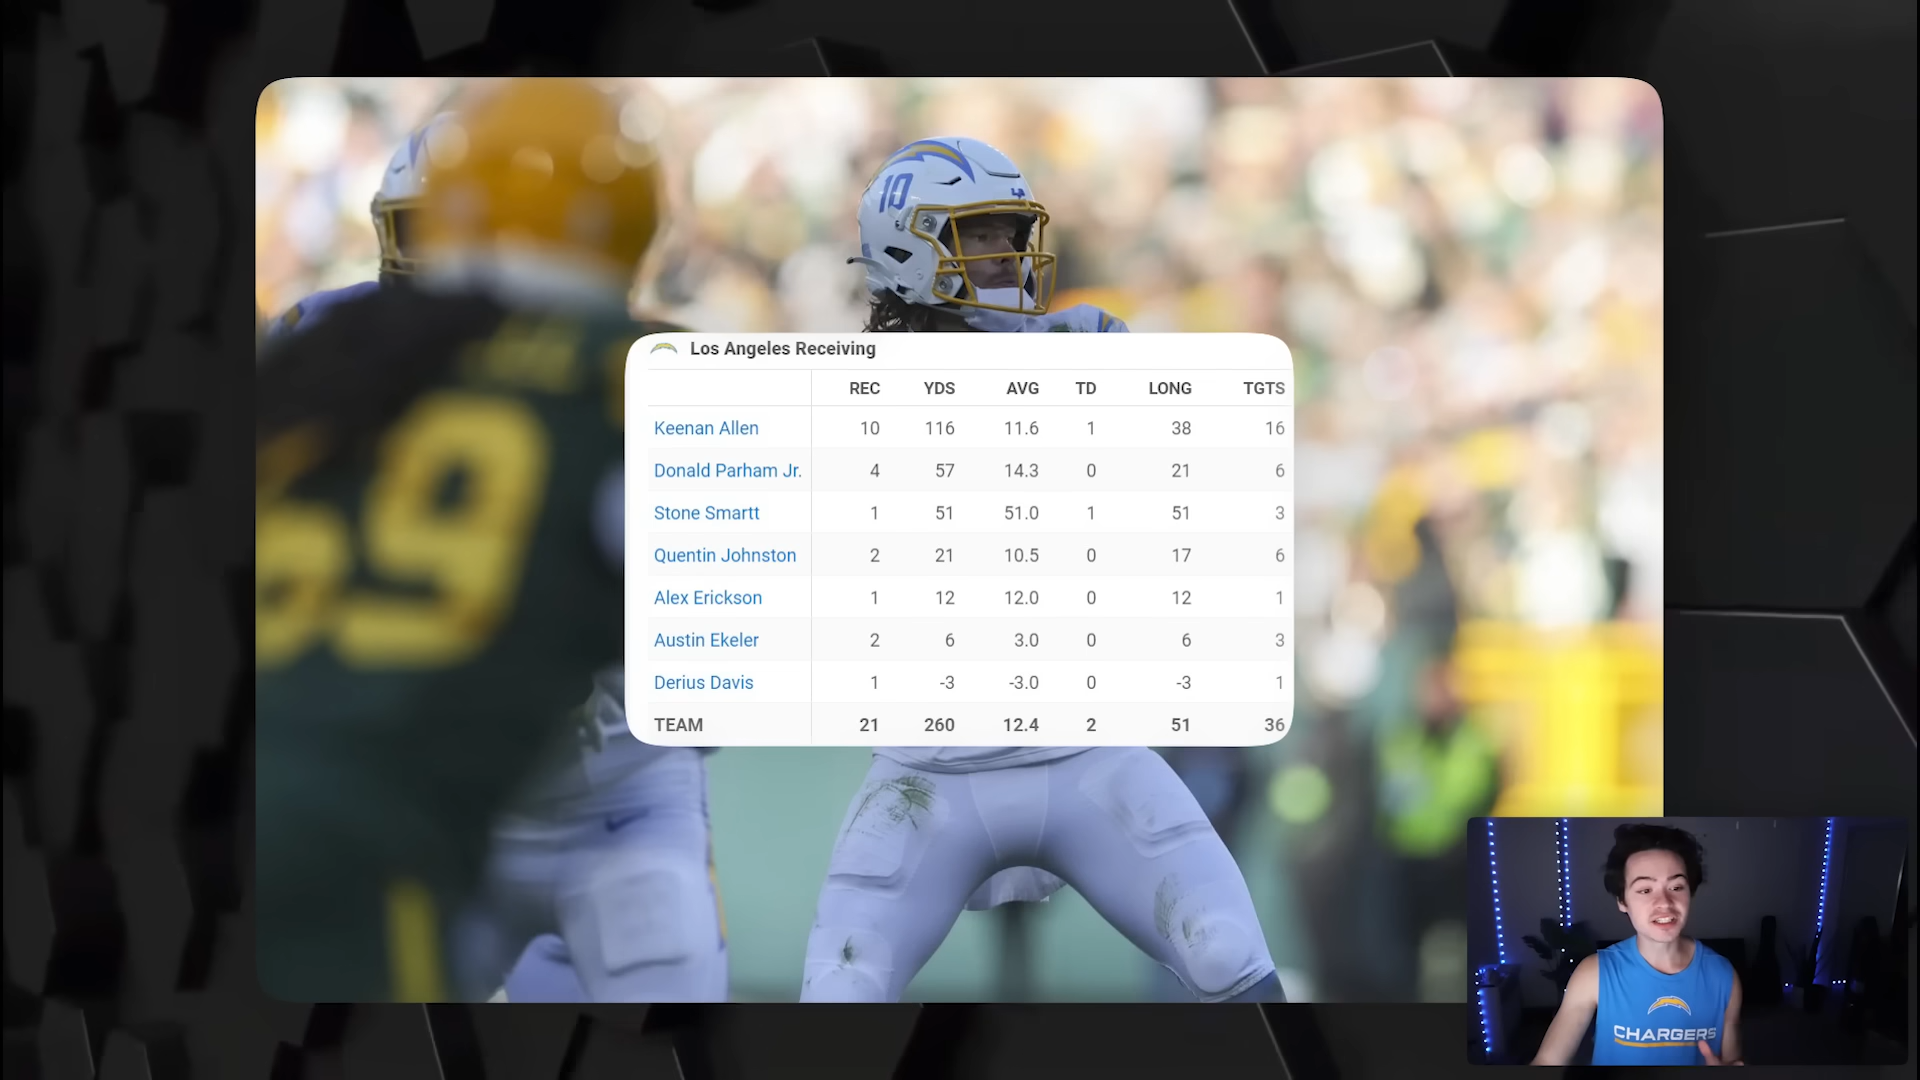 10
69
Los Angeles Receiving
REC YDS AVG TD LONG TGTS
Keenan Allen 10 116 11.6 1 38 16
Donald Parham Jr. 4 57 14.3 0 21 6
Stone Smartt 1 51 51.0 1 51 3
Quentin Johnston 2 21 10.5 0 17 6
Alex Erickson 1 12 12.0 0 12 1
Austin Ekeler 2 6 3.0 0 6 3
Derius Davis 1 -3 -3.0 0 -3 1
TEAM 21 260 12.4 2 51 36
CHARGERS